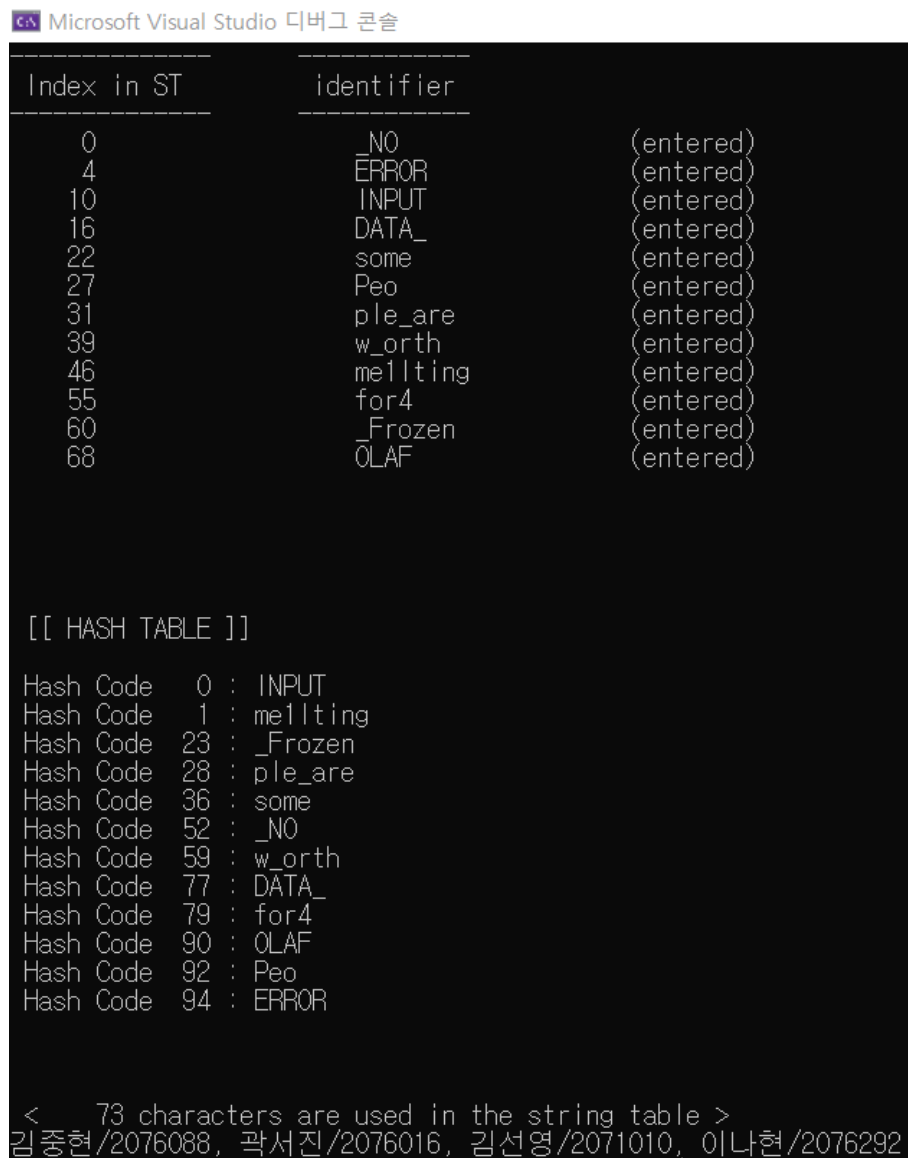 Microsoft Visual Studio 디버그 콘솔
-------------- ------------
Index in ST identifier
-------------- ------------
0 _NO (entered)
4 ERROR (entered)
10 INPUT (entered)
16 DATA_ (entered)
22 some (entered)
27 Peo (entered)
31 ple_are (entered)
39 w_orth (entered)
46 me1lting (entered)
55 for4 (entered)
60 _Frozen (entered)
68 OLAF (entered)
[[ HASH TABLE ]]
Hash Code 0 : INPUT
Hash Code 1 : me1lting
Hash Code 23 : _Frozen
Hash Code 28 : ple_are
Hash Code 36 : some
Hash Code 52 : _NO
Hash Code 59 : w_orth
Hash Code 77 : DATA_
Hash Code 79 : for4
Hash Code 90 : OLAF
Hash Code 92 : Peo
Hash Code 94 : ERROR
< 73 characters are used in the string table >
김중현/2076088, 곽서진/2076016, 김선영/2071010, 이나현/2076292